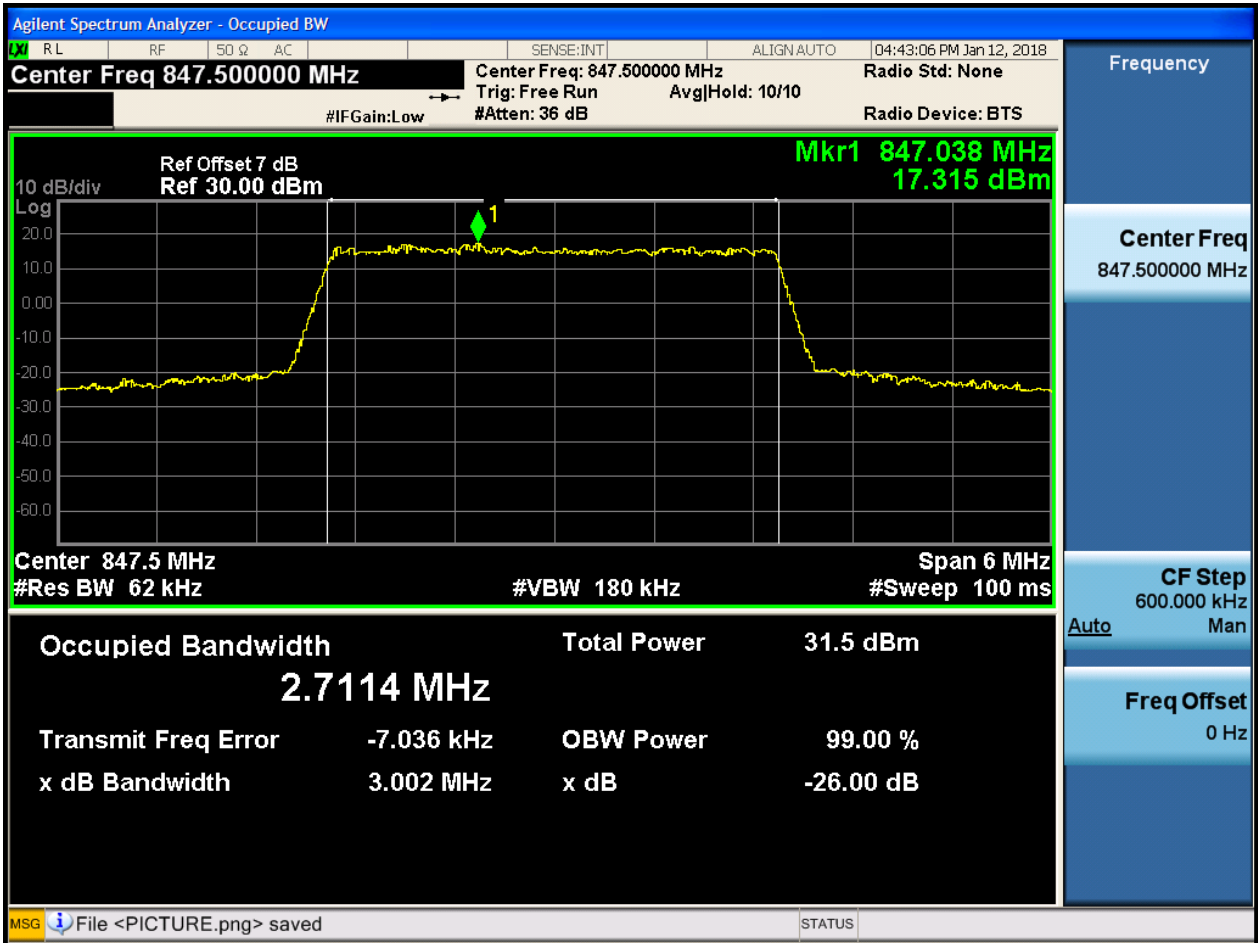 Agilent Spectrum Analyzer - Occupied BW
LXI RL RF 50 Ω AC SENSE:INT ALIGN AUTO 04:43:06 PM Jan 12, 2018
Center Freq 847.500000 MHz
Center Freq: 847.500000 MHz
Radio Std: None
Trig: Free Run Avg|Hold: 10/10
#IFGain:Low
#Atten: 36 dB
Radio Device: BTS
Frequency
Mkr1 847.038 MHz
17.315 dBm
Ref Offset 7 dB
10 dB/div Ref 30.00 dBm
Log
1
20.0
10.0
0.00
-10.0
-20.0
-30.0
-40.0
-50.0
-60.0
Center 847.5 MHz Span 6 MHz
#Res BW 62 kHz #VBW 180 kHz #Sweep 100 ms
Occupied Bandwidth Total Power 31.5 dBm
2.7114 MHz
Transmit Freq Error -7.036 kHz OBW Power 99.00 %
x dB Bandwidth 3.002 MHz x dB -26.00 dB
Center Freq
847.500000 MHz
CF Step
600.000 kHz
Auto Man
Freq Offset
0 Hz
MSG File <PICTURE.png> saved STATUS